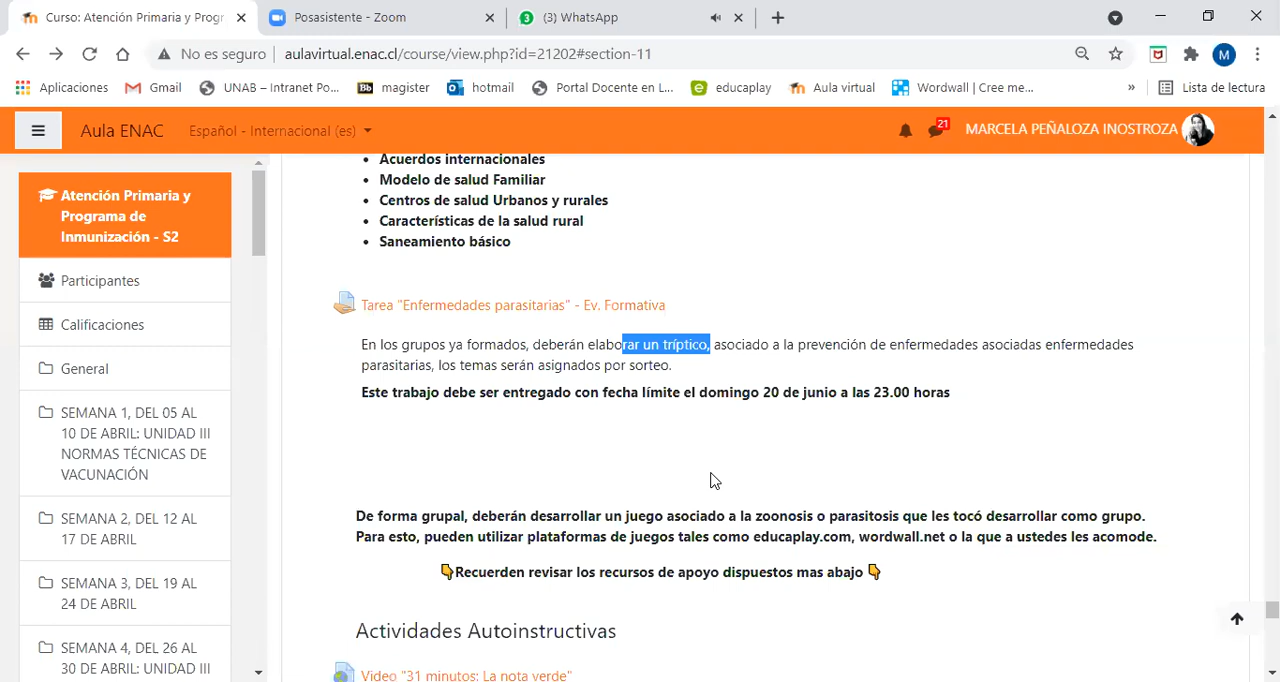 Curso: Atención Primaria y Progr
Posasistente - Zoom
(3) WhatsApp
No es seguro
aulavirtual.enac.cl/course/view.php?id=21202#section-11
M
Aplicaciones
Gmail
UNAB – Intranet Po...
Bb magister
hotmail
Portal Docente en L...
educaplay
Aula virtual
Wordwall | Cree me...
»
Lista de lectura
Aula ENAC
Español - Internacional (es)
21
MARCELA PEÑALOZA INOSTROZA
Atención Primaria y
Programa de
Inmunización - S2
Participantes
Calificaciones
General
SEMANA 1, DEL 05 AL
10 DE ABRIL: UNIDAD III
NORMAS TÉCNICAS DE
VACUNACIÓN
SEMANA 2, DEL 12 AL
17 DE ABRIL
SEMANA 3, DEL 19 AL
24 DE ABRIL
SEMANA 4, DEL 26 AL
30 DE ABRIL: UNIDAD III
• Acuerdos internacionales
• Modelo de salud Familiar
• Centros de salud Urbanos y rurales
• Características de la salud rural
• Saneamiento básico
Tarea "Enfermedades parasitarias" - Ev. Formativa
En los grupos ya formados, deberán elaborar un tríptico, asociado a la prevención de enfermedades asociadas enfermedades
parasitarias, los temas serán asignados por sorteo.
Este trabajo debe ser entregado con fecha límite el domingo 20 de junio a las 23.00 horas
De forma grupal, deberán desarrollar un juego asociado a la zoonosis o parasitosis que les tocó desarrollar como grupo.
Para esto, pueden utilizar plataformas de juegos tales como educaplay.com, wordwall.net o la que a ustedes les acomode.
👇Recuerden revisar los recursos de apoyo dispuestos mas abajo 👇
Actividades Autoinstructivas
Video "31 minutos: La nota verde"